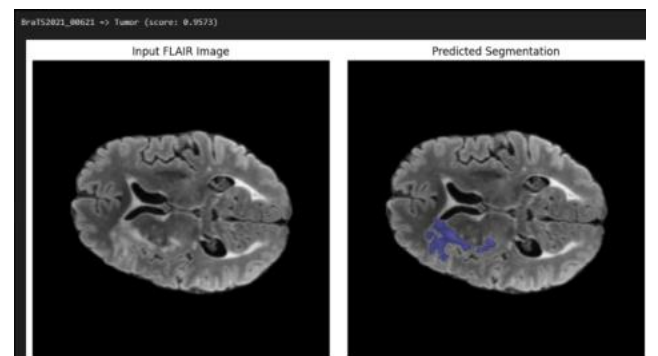 BraTS2021_00621 => Tumor (score: 0.9573)
Input FLAIR Image
Predicted Segmentation